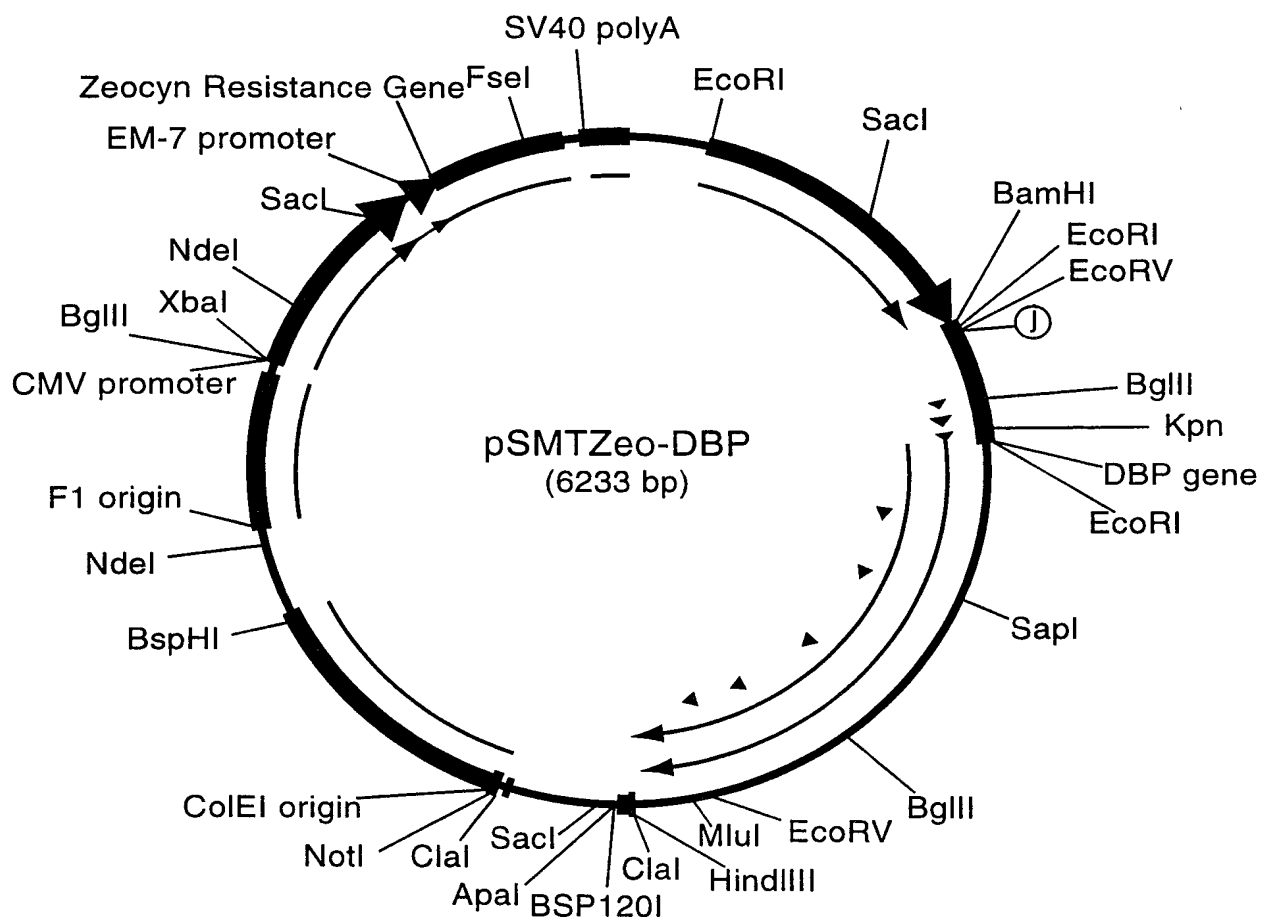 SV40 polyA
Zeocyn Resistance Gene
FseI
EcoRI
EM-7 promoter
SacI
SacI
BamHI
NdeI
EcoRI
EcoRV
XbaI
BglII
J
CMV promoter
BglII
Kpn
pSMTZeo-DBP
(6233 bp)
DBP gene
F1 origin
EcoRI
NdeI
SapI
BspHI
ColEI origin
BglII
SacI
MluI
EcoRV
NotI
ClaI
ClaI
HindIIII
ApaI
BSP120I